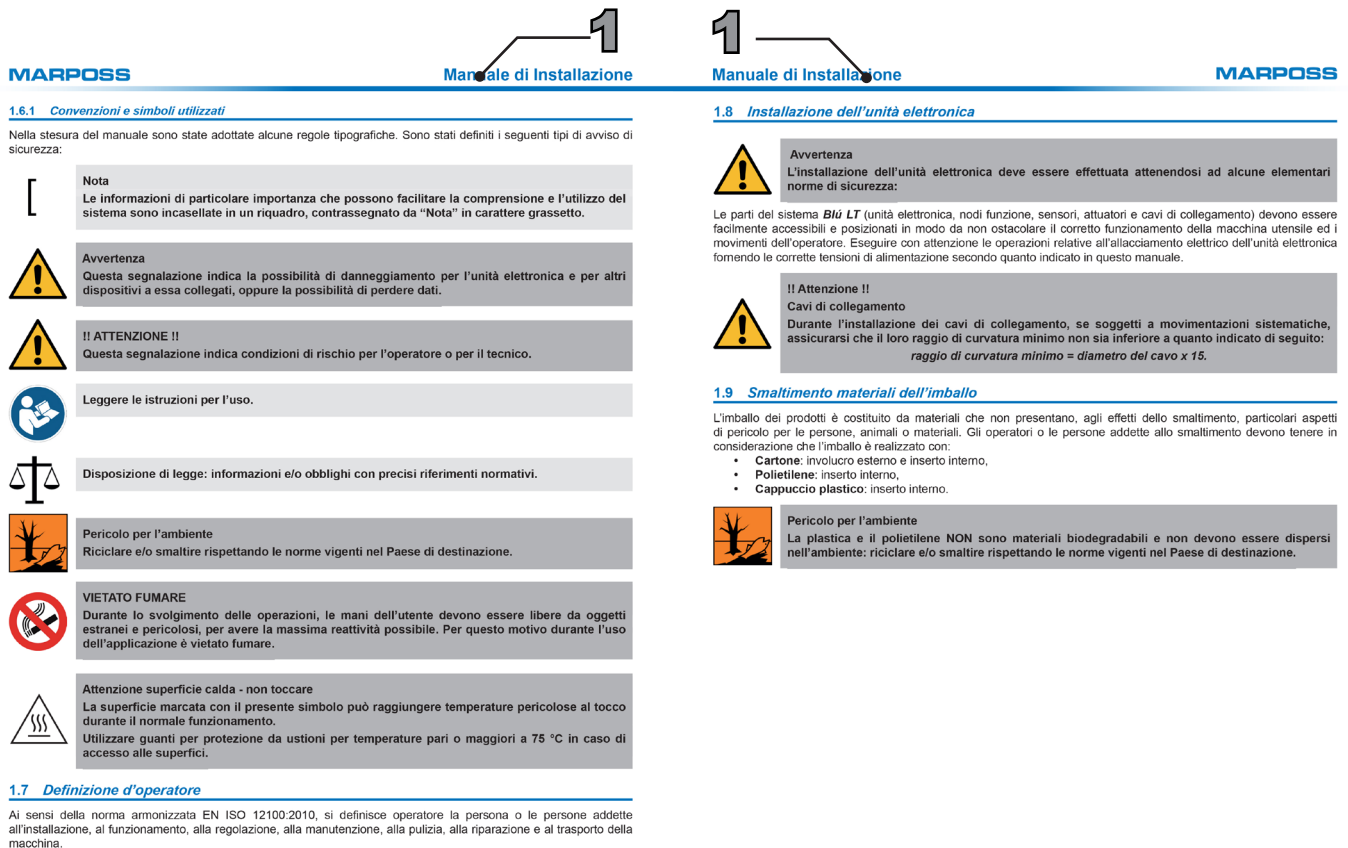 1
MARPOSS
Manuale di Installazione
1.6.1 Convenzioni e simboli utilizzati
Nella stesura del manuale sono state adottate alcune regole tipografiche. Sono stati definiti i seguenti tipi di avviso di
sicurezza:
[
Nota
Le informazioni di particolare importanza che possono facilitare la comprensione e l'utilizzo del
sistema sono incasellate in un riquadro, contrassegnato da “Nota” in carattere grassetto.
Avvertenza
Questa segnalazione indica la possibilità di danneggiamento per l'unità elettronica e per altri
dispositivi a essa collegati, oppure la possibilità di perdere dati.
!! ATTENZIONE !!
Questa segnalazione indica condizioni di rischio per l'operatore o per il tecnico.
Leggere le istruzioni per l'uso.
Disposizione di legge: informazioni e/o obblighi con precisi riferimenti normativi.
Pericolo per l'ambiente
Riciclare e/o smaltire rispettando le norme vigenti nel Paese di destinazione.
VIETATO FUMARE
Durante lo svolgimento delle operazioni, le mani dell'utente devono essere libere da oggetti
estranei e pericolosi, per avere la massima reattività possibile. Per questo motivo durante l'uso
dell'applicazione è vietato fumare.
Attenzione superficie calda - non toccare
La superficie marcata con il presente simbolo può raggiungere temperature pericolose al tocco
durante il normale funzionamento.
Utilizzare guanti per protezione da ustioni per temperature pari o maggiori a 75 °C in caso di
accesso alle superfici.
1.7 Definizione d'operatore
Ai sensi della norma armonizzata EN ISO 12100:2010, si definisce operatore la persona o le persone addette
all'installazione, al funzionamento, alla regolazione, alla manutenzione, alla pulizia, alla riparazione e al trasporto della
macchina.
1
Manuale di Installazione
MARPOSS
1.8 Installazione dell'unità elettronica
Avvertenza
L'installazione dell'unità elettronica deve essere effettuata attenendosi ad alcune elementari
norme di sicurezza:
Le parti del sistema Blú LT (unità elettronica, nodi funzione, sensori, attuatori e cavi di collegamento) devono essere
facilmente accessibili e posizionati in modo da non ostacolare il corretto funzionamento della macchina utensile ed i
movimenti dell'operatore. Eseguire con attenzione le operazioni relative all'allacciamento elettrico dell'unità elettronica
fornendo le corrette tensioni di alimentazione secondo quanto indicato in questo manuale.
!! Attenzione !!
Cavi di collegamento
Durante l'installazione dei cavi di collegamento, se soggetti a movimentazioni sistematiche,
assicurarsi che il loro raggio di curvatura minimo non sia inferiore a quanto indicato di seguito:
raggio di curvatura minimo = diametro del cavo x 15.
1.9 Smaltimento materiali dell'imballo
L'imballo dei prodotti è costituito da materiali che non presentano, agli effetti dello smaltimento, particolari aspetti
di pericolo per le persone, animali o materiali. Gli operatori o le persone addette allo smaltimento devono tenere in
considerazione che l'imballo è realizzato con:
• Cartone: involucro esterno e inserto interno,
• Polietilene: inserto interno,
• Cappuccio plastico: inserto interno.
Pericolo per l'ambiente
La plastica e il polietilene NON sono materiali biodegradabili e non devono essere dispersi
nell'ambiente: riciclare e/o smaltire rispettando le norme vigenti nel Paese di destinazione.